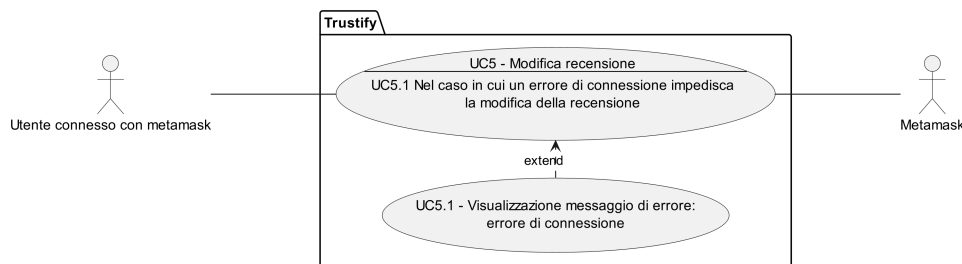 Trustify
UC5 - Modifica recensione
UC5.1 Nel caso in cui un errore di connessione impedisca
la modifica della recensione
Utente connesso con metamask
Metamask
extend
UC5.1 - Visualizzazione messaggio di errore:
errore di connessione